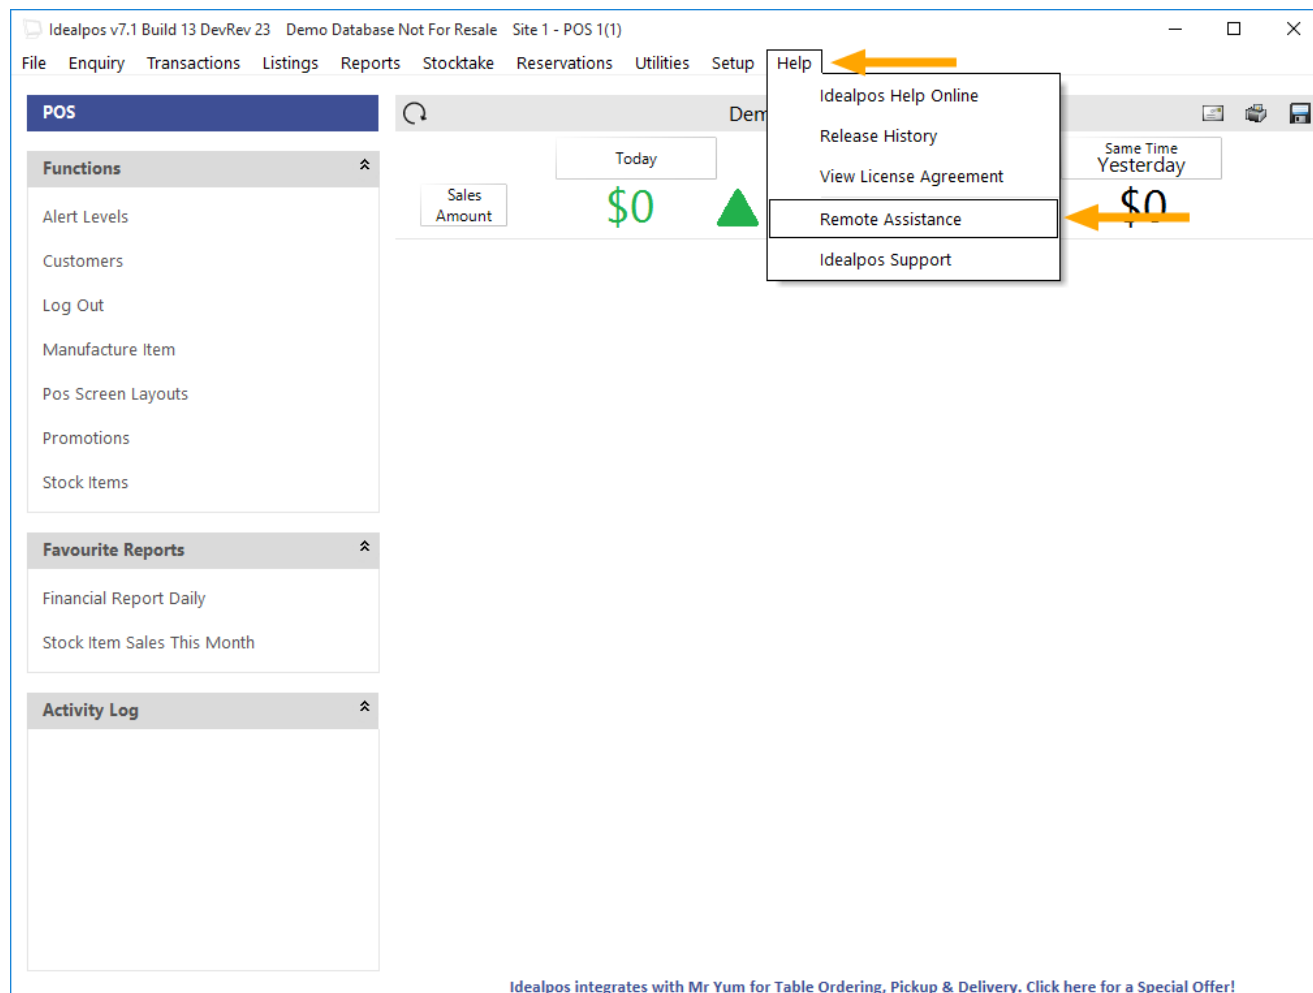 Idealpos v7.1 Build 13 DevRev 23 Demo Database Not For Resale Site 1 - POS 1(1)
File Enquiry Transactions Listings Reports Stocktake Reservations Utilities Setup Help
POS
Functions
Alert Levels
Customers
Log Out
Manufacture Item
Pos Screen Layouts
Promotions
Stock Items
Favourite Reports
Financial Report Daily
Stock Item Sales This Month
Activity Log
Dem
Today
Same Time
Yesterday
Sales
Amount
$0
$0
Idealpos Help Online
Release History
View License Agreement
Remote Assistance
Idealpos Support
Idealpos integrates with Mr Yum for Table Ordering, Pickup & Delivery. Click here for a Special Offer!